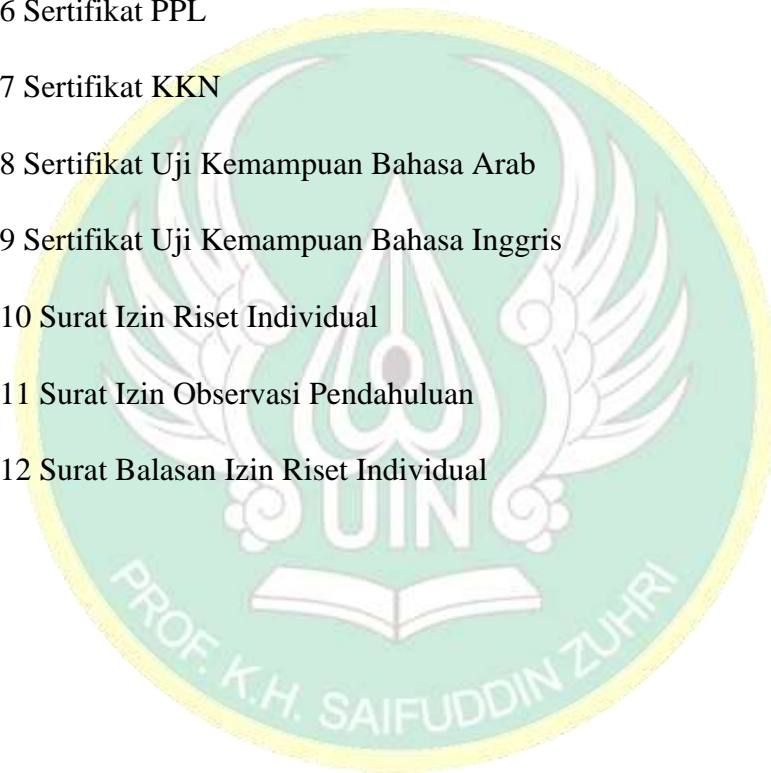 6 Sertifikat PPL
7 Sertifikat KKN
8 Sertifikat Uji Kemampuan Bahasa Arab
9 Sertifikat Uji Kemampuan Bahasa Inggris
10 Surat Izin Riset Individual
11 Surat Izin Observasi Pendahuluan
12 Surat Balasan Izin Riset Individual
UIN
PROF. K.H. SAIFUDDIN ZUHRI